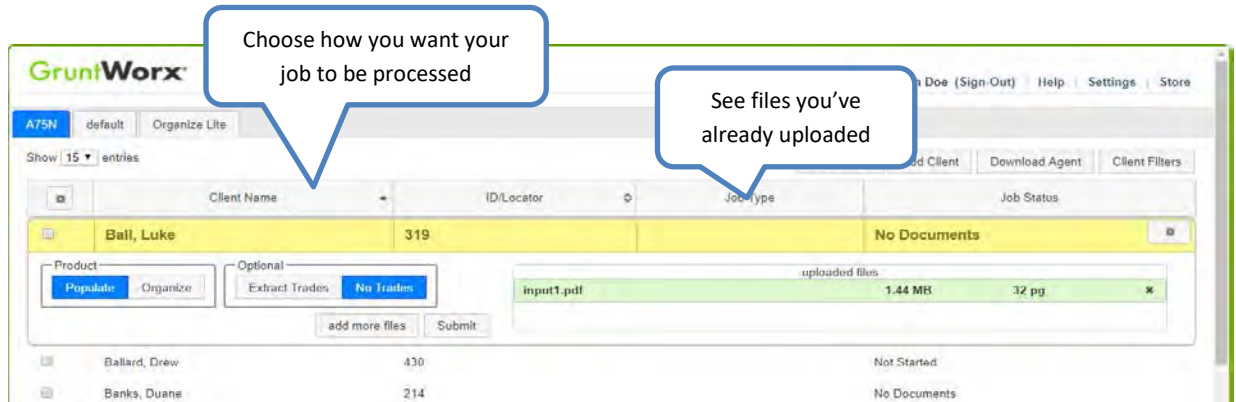 Choose how you want your
job to be processed
GruntWorx
Doe (Sign-Out) Help Settings Store
See files you've
already uploaded
A75N default Organize Lite
Show 15 entries
Client Download Agent Client Filters
Client Name ID/Locator Job Type Job Status
Ball, Luke 319 No Documents
Product Optional uploaded files
Populate Organize Extract Trades No Trades input1.pdf 1.44 MB 32 pg
add more files Submit
Ballard, Drew 430 Not Started
Banks, Duane 214 No Documents